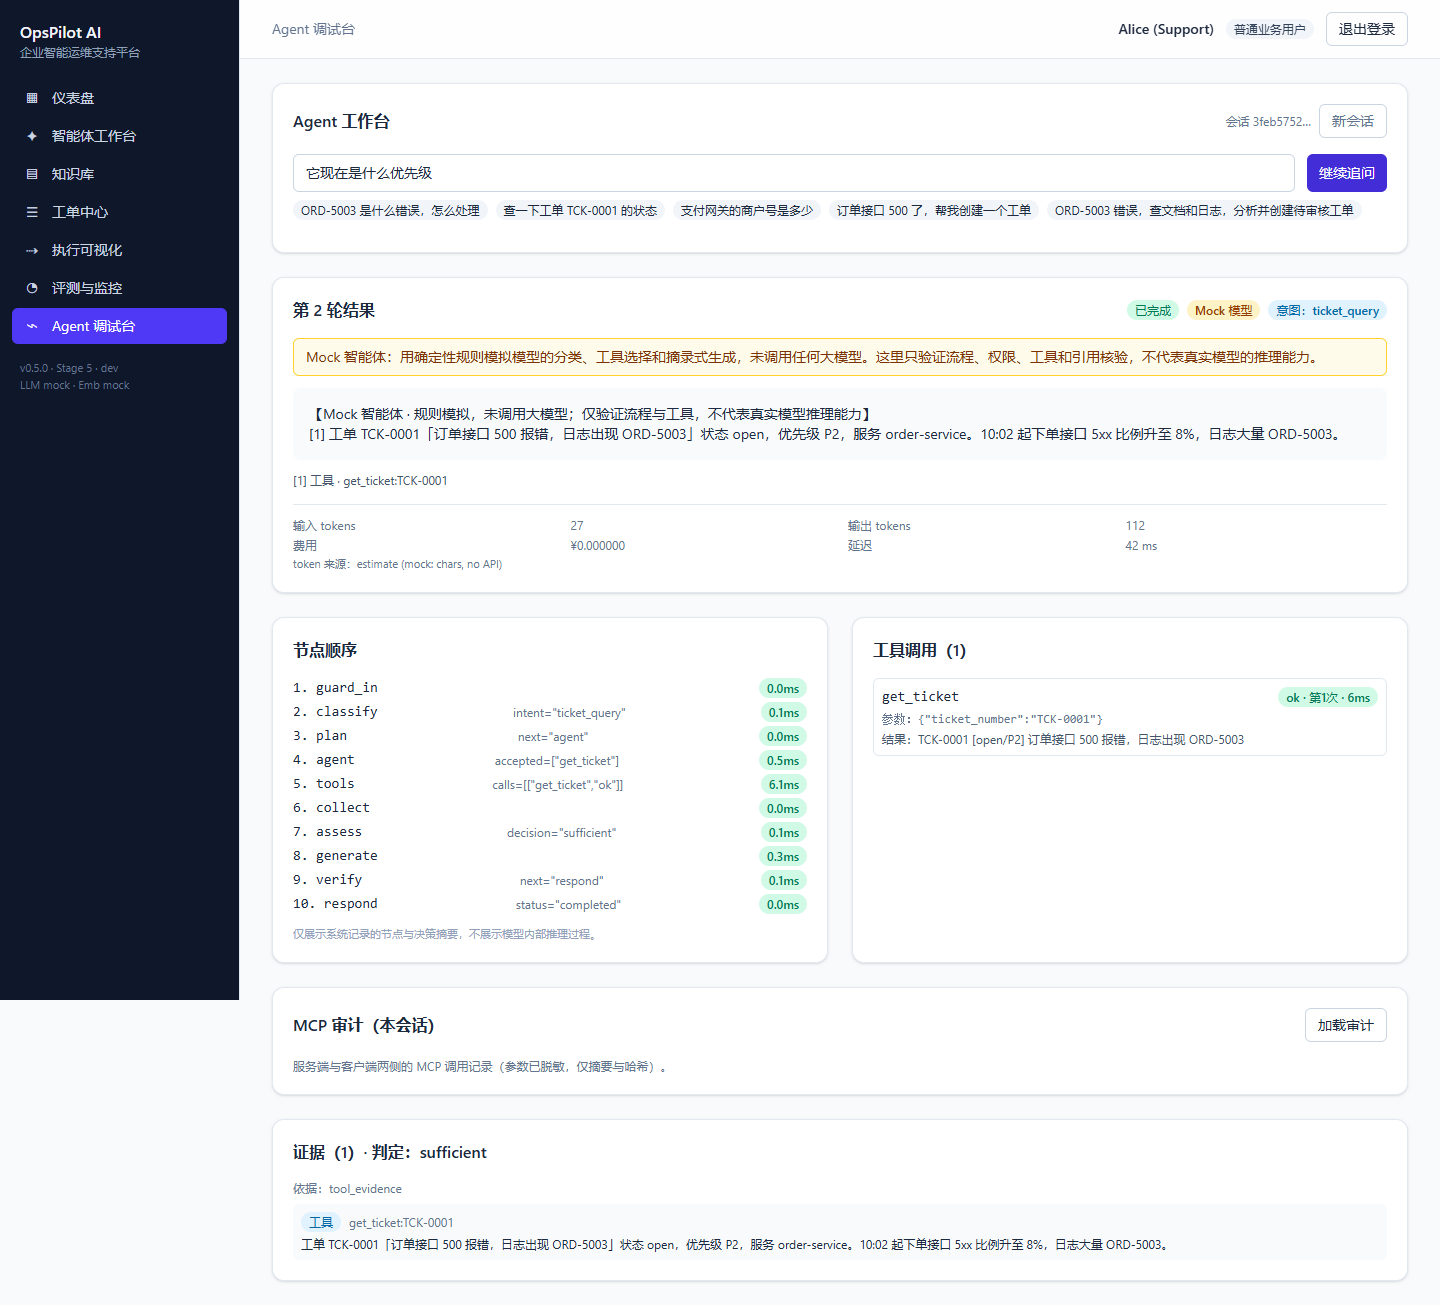 OpsPilot AI
企业智能运维支持平台
仪表盘
智能体工作台
知识库
工单中心
执行可视化
评测与监控
Agent 调试台
v0.5.0 · Stage 5 · dev
LLM mock · Emb mock
Agent 调试台
Alice (Support)
普通业务用户
退出登录
Agent 工作台
会话 3feb5752...
新会话
它现在是什么优先级
继续追问
ORD-5003 是什么错误，怎么处理
查一下工单 TCK-0001 的状态
支付网关的商户号是多少
订单接口 500 了，帮我创建一个工单
ORD-5003 错误，查文档和日志，分析并创建待审核工单
第 2 轮结果
已完成
Mock 模型
意图：ticket_query
Mock 智能体：用确定性规则模拟模型的分类、工具选择和摘录式生成，未调用任何大模型。这里只验证流程、权限、工具和引用核验，不代表真实模型的推理能力。
【Mock 智能体 · 规则模拟，未调用大模型；仅验证流程与工具，不代表真实模型推理能力】
[1] 工单 TCK-0001「订单接口 500 报错，日志出现 ORD-5003」状态 open，优先级 P2，服务 order-service。10:02 起下单接口 5xx 比例升至 8%，日志大量 ORD-5003。
[1] 工具 · get_ticket:TCK-0001
输入 tokens
27
输出 tokens
112
费用
¥0.000000
延迟
42 ms
token 来源：estimate (mock: chars, no API)
节点顺序
1. guard_in
0.0ms
2. classify
intent="ticket_query"
0.1ms
3. plan
next="agent"
0.0ms
4. agent
accepted=["get_ticket"]
0.5ms
5. tools
calls=[["get_ticket","ok"]]
6.1ms
6. collect
0.0ms
7. assess
decision="sufficient"
0.1ms
8. generate
0.3ms
9. verify
next="respond"
0.1ms
10. respond
status="completed"
0.0ms
仅展示系统记录的节点与决策摘要，不展示模型内部推理过程。
工具调用（1）
get_ticket
ok · 第1次 · 6ms
参数：{"ticket_number":"TCK-0001"}
结果：TCK-0001 [open/P2] 订单接口 500 报错，日志出现 ORD-5003
MCP 审计（本会话）
加载审计
服务端与客户端两侧的 MCP 调用记录（参数已脱敏，仅摘要与哈希）。
证据（1）· 判定：sufficient
依据：tool_evidence
工具
get_ticket:TCK-0001
工单 TCK-0001「订单接口 500 报错，日志出现 ORD-5003」状态 open，优先级 P2，服务 order-service。10:02 起下单接口 5xx 比例升至 8%，日志大量 ORD-5003。